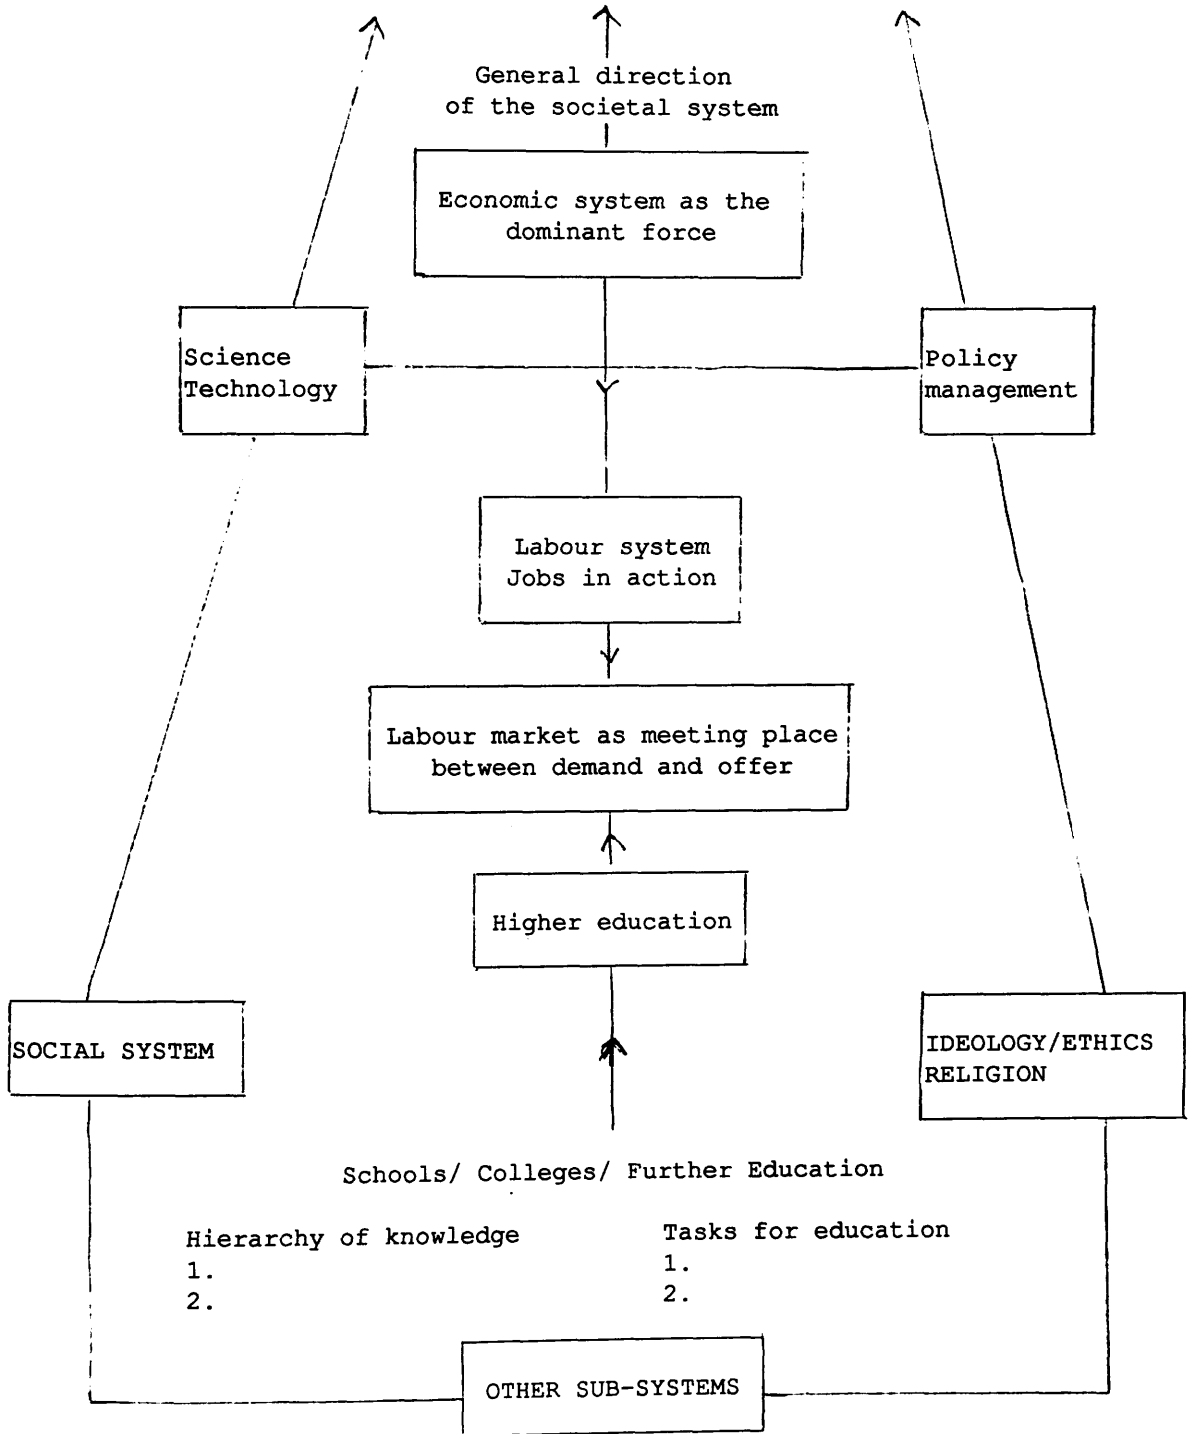 General direction
of the societal system
Economic system as the
dominant force
Science
Technology
Policy
management
Labour system
Jobs in action
Labour market as meeting place
between demand and offer
Higher education
SOCIAL SYSTEM
IDEOLOGY/ETHICS
RELIGION
Schools/ Colleges/ Further Education
Hierarchy of knowledge
1.
2.
Tasks for education
1.
2.
OTHER SUB-SYSTEMS